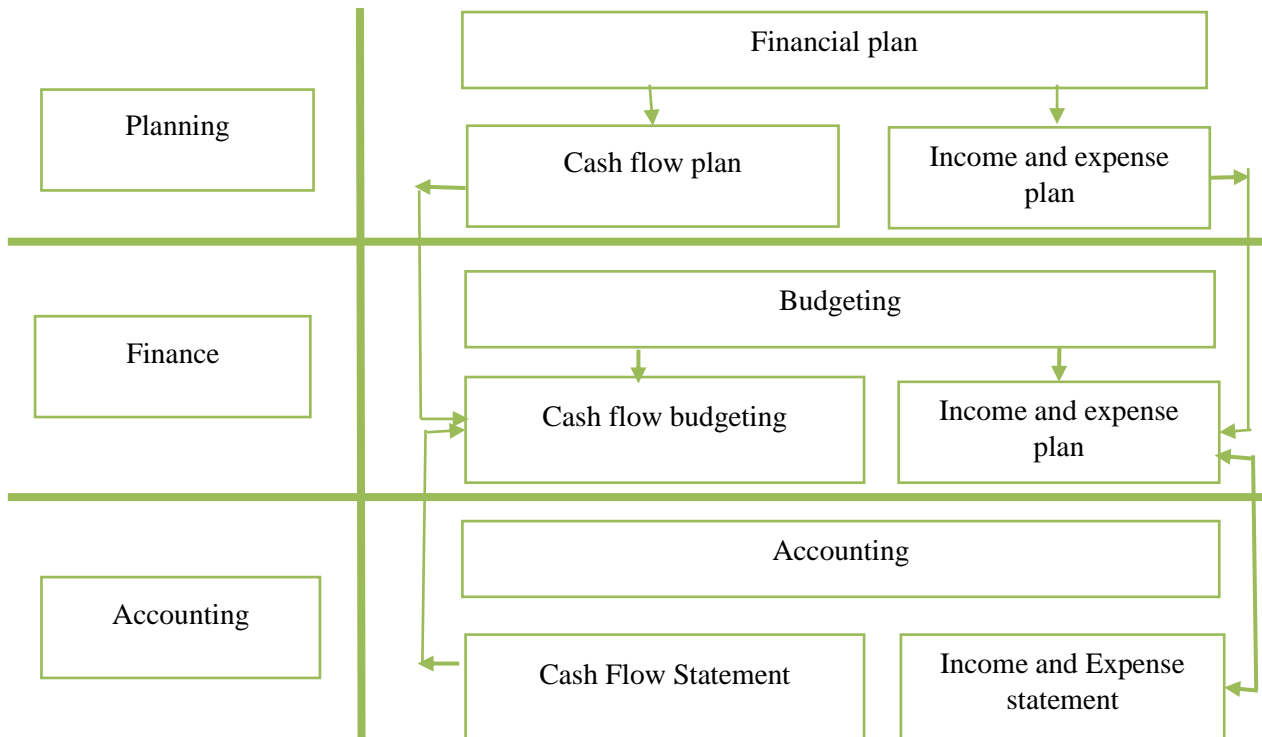 Financial plan
Planning
Cash flow plan
Income and expense
plan
Budgeting
Finance
Cash flow budgeting
Income and expense
plan
Accounting
Accounting
Cash Flow Statement
Income and Expense
statement